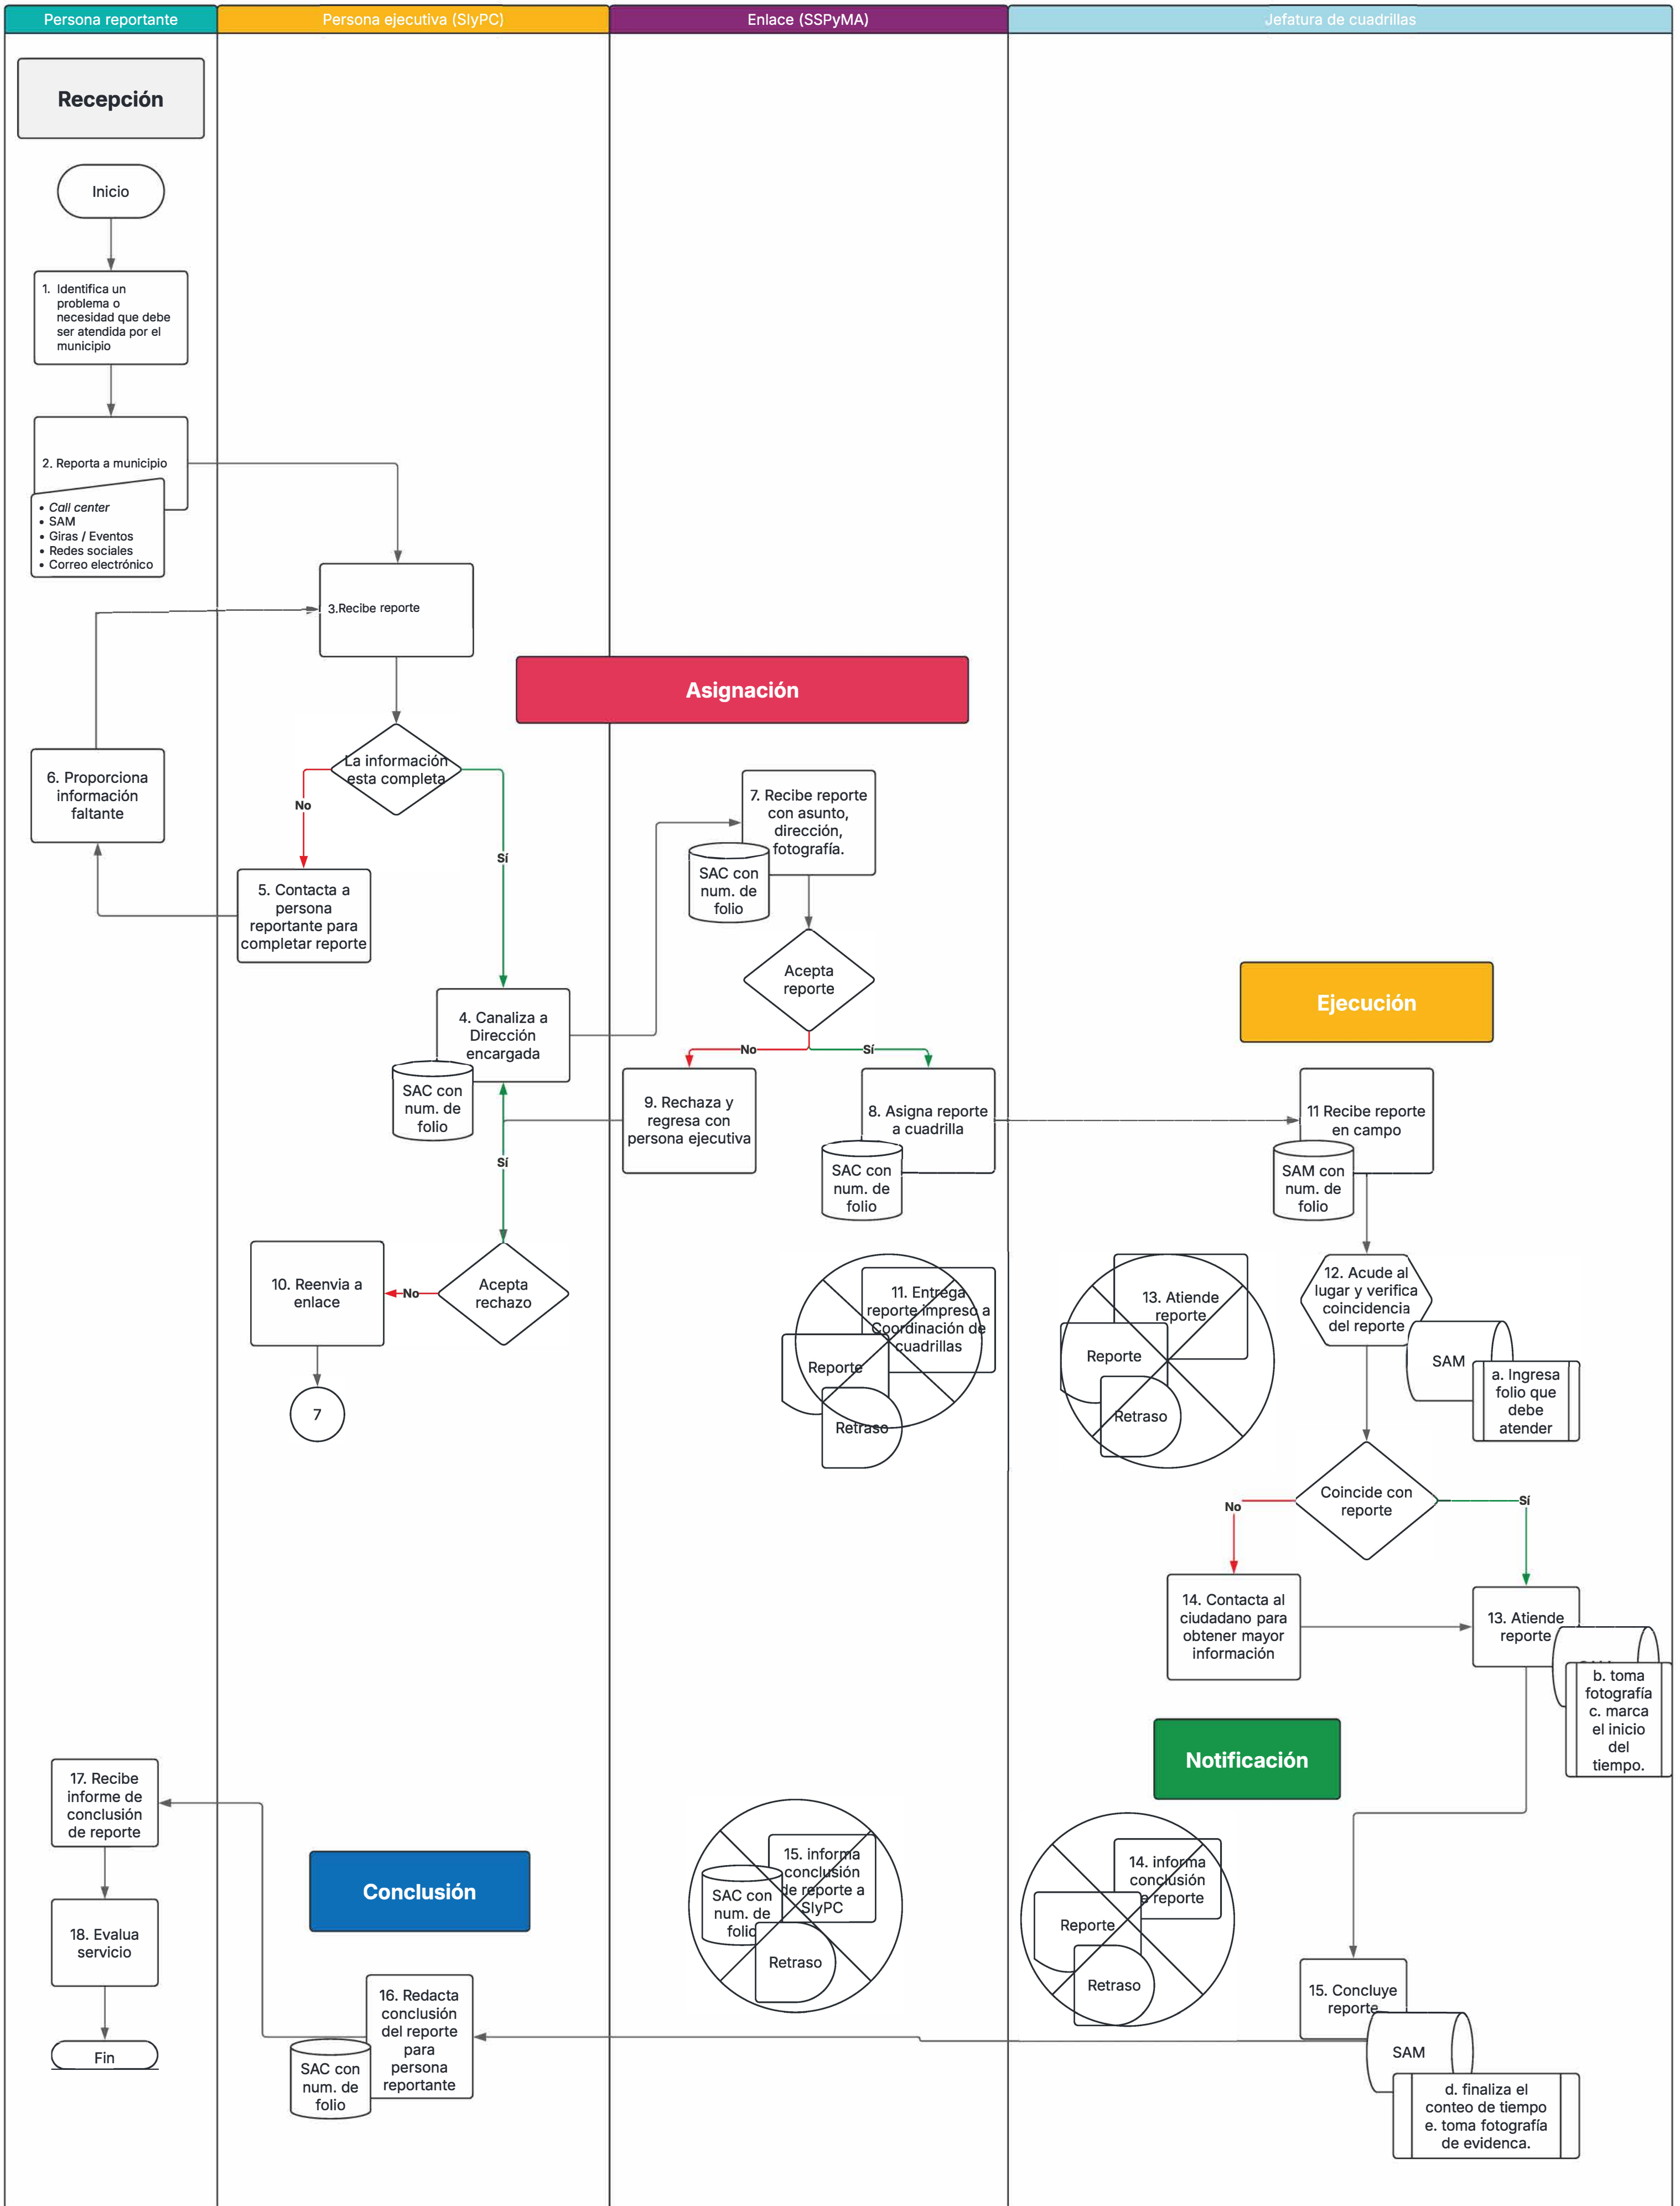 Persona reportante
Persona ejecutiva (SIyPC)
Enlace (SSPyMA)
Jefatura de cuadrillas
Recepción
Inicio
1. Identifica un
problema o
necesidad que debe
ser atendida por el
municipio
2. Reporta a municipio
• Call center
• SAM
• Giras / Eventos
• Redes sociales
• Correo electrónico
3.Recibe reporte
Asignación
La información
esta completa
No
Sí
6. Proporciona
información
faltante
5. Contacta a
persona
reportante para
completar reporte
7. Recibe reporte
con asunto,
dirección,
fotografía.
SAC con
num. de
folio
Acepta
reporte
No
Sí
Ejecución
4. Canaliza a
Dirección
encargada
SAC con
num. de
folio
9. Rechaza y
regresa con
persona ejecutiva
8. Asigna reporte
a cuadrilla
SAC con
num. de
folio
11 Recibe reporte
en campo
SAM con
num. de
folio
Sí
Acepta
rechazo
No
10. Reenvia a
enlace
7
11. Entrega
reporte impreso a
Coordinación de
cuadrillas
Reporte
Retraso
13. Atiende
reporte
Reporte
Retraso
12. Acude al
lugar y verifica
coincidencia
del reporte
SAM
a. Ingresa
folio que
debe
atender
Coincide con
reporte
No
Sí
14. Contacta al
ciudadano para
obtener mayor
información
13. Atiende
reporte
b. toma
fotografía
c. marca
el inicio
del
tiempo.
Notificación
17. Recibe
informe de
conclusión
de reporte
Conclusión
18. Evalua
servicio
Fin
16. Redacta
conclusión
del reporte
para
persona
reportante
SAC con
num. de
folio
15. informa
conclusión
de reporte a
SIyPC
SAC con
num. de
folio
Retraso
14. informa
conclusión
e reporte
Reporte
Retraso
15. Concluye
reporte
SAM
d. finaliza el
conteo de tiempo
e. toma fotografía
de evidenca.